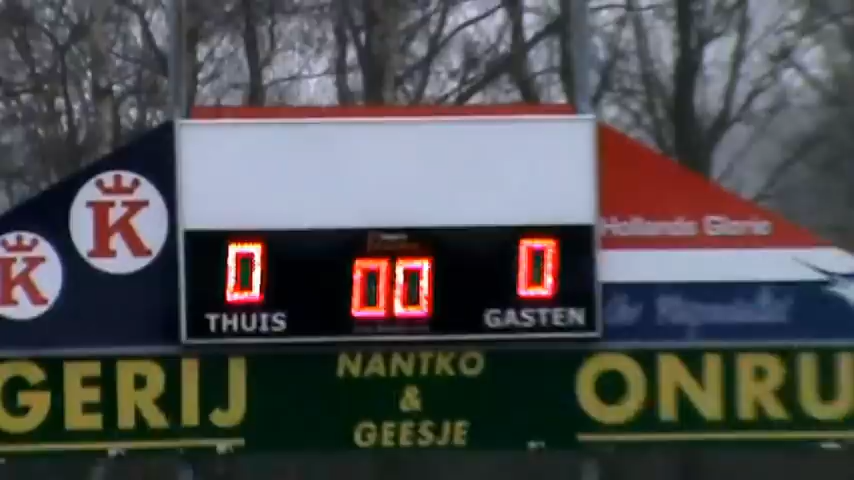 K
K
Hollands Glorie
0 00 0
THUIS GASTEN
GERIJ NANTKO ONRU
&
GEESJE